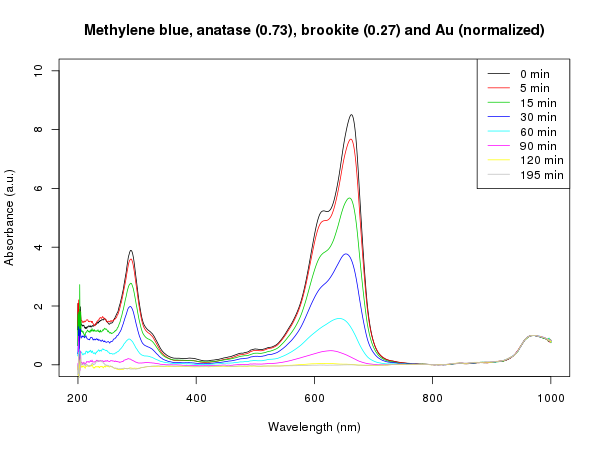 Methylene blue, anatase (0.73), brookite (0.27) and Au (normalized)
Absorbance (a.u.)
10
8
6
4
2
0
0 min
5 min
15 min
30 min
60 min
90 min
120 min
195 min
200 400 600 800 1000
Wavelength (nm)